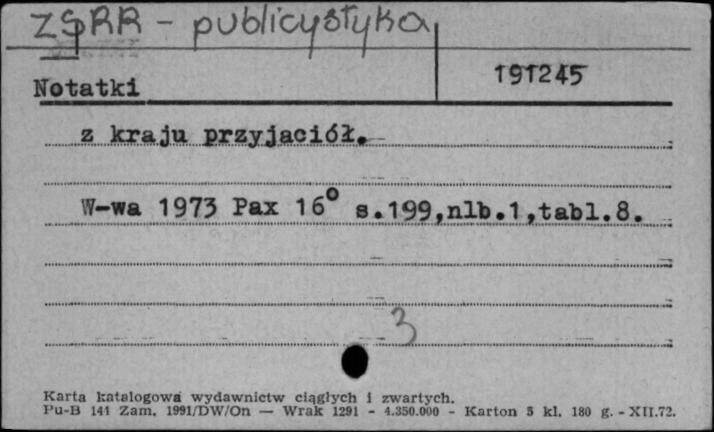 ZSRR - publicystyka
191245
Notatki
z kraju przyjaciół.
W-wa 1973 Pax 16° s.199,nlb.1,tabl.8.
3
Karta katalogowa wydawnictw ciągłych i zwartych.
Pu-B 141 Zam. 1991/DW/On — Wrak 1291 - 4.350.000 - Karton 5 kl. 180 g. - XII.72.